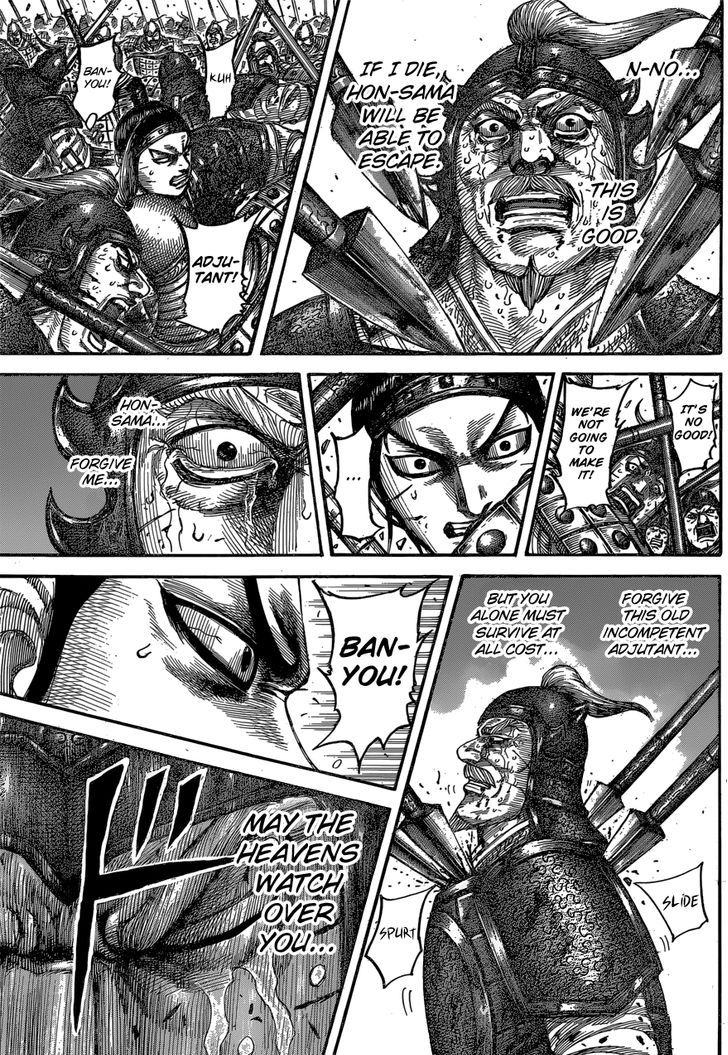 N-NO...
THIS
IS
GOOD.
IF I DIE,
HON-SAMA
WILL BE
ABLE TO
ESCAPE.
KUH
BAN-
YOU!
ADJU-
TANT!
IT'S
NO
GOOD!
WE'RE
NOT
GOING
TO
MAKE
IT!
...
...
HON-
SAMA...
FORGIVE
ME...
FORGIVE
THIS OLD
INCOMPETENT
ADJUTANT...
BUT YOU
ALONE MUST
SURVIVE AT
ALL COST...
SLIDE
SPURT
BAN-
YOU!
MAY THE
HEAVENS
WATCH
OVER
YOU...
ドド